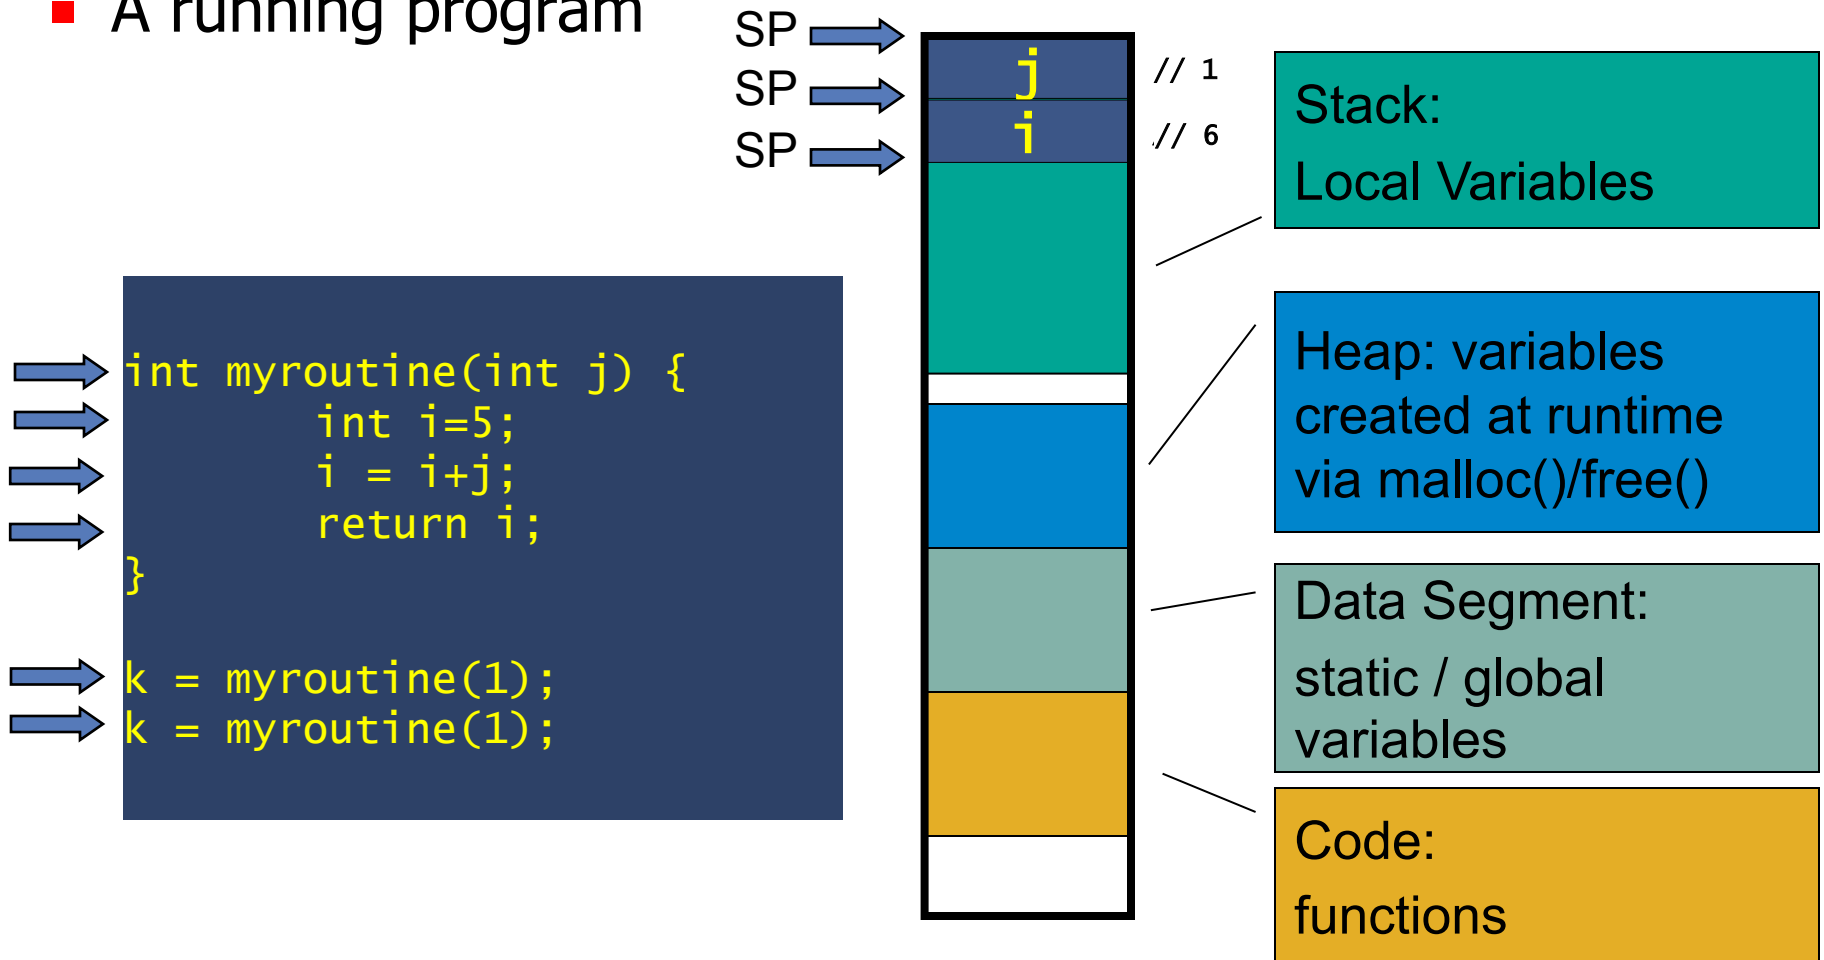 A running program
SP
SP
SP
j
// 1
i
// 6
int myroutine(int j) {
int i=5;
i = i+j;
return i;
}
k = myroutine(1);
k = myroutine(1);
Stack:
Local Variables
Heap: variables
created at runtime
via malloc()/free()
Data Segment:
static / global
variables
Code:
functions